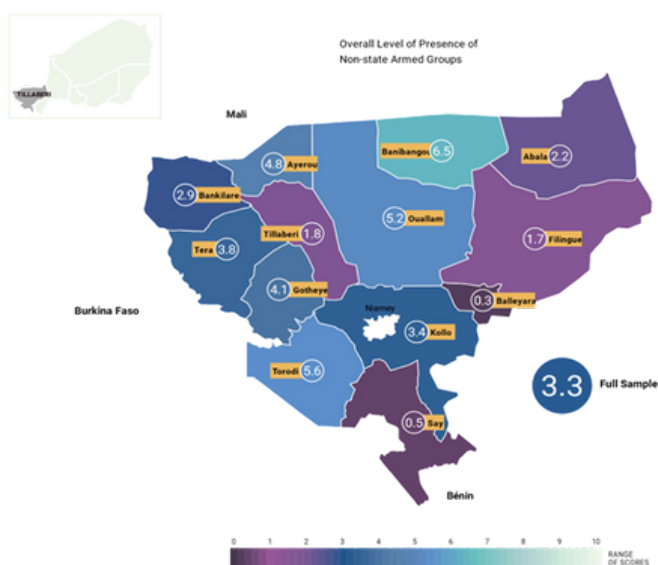 TILLABERI
Overall Level of Presence of
Non-state Armed Groups
Mali
4.8 Ayerou
Banibangou 6.5
Abala 2.2
2.9 Bankilare
5.2 Ouallam
Tillaberi 1.8
1.7 Filingue
Tera 3.8
4.1 Gotheye
0.3 Balleyara
Burkina Faso
Niamey
3.4 Kollo
Torodi 5.6
3.3 Full Sample
0.5 Say
Bénin
0 1 2 3 4 5 6 7 8 9 10
RANGE
OF SCORES